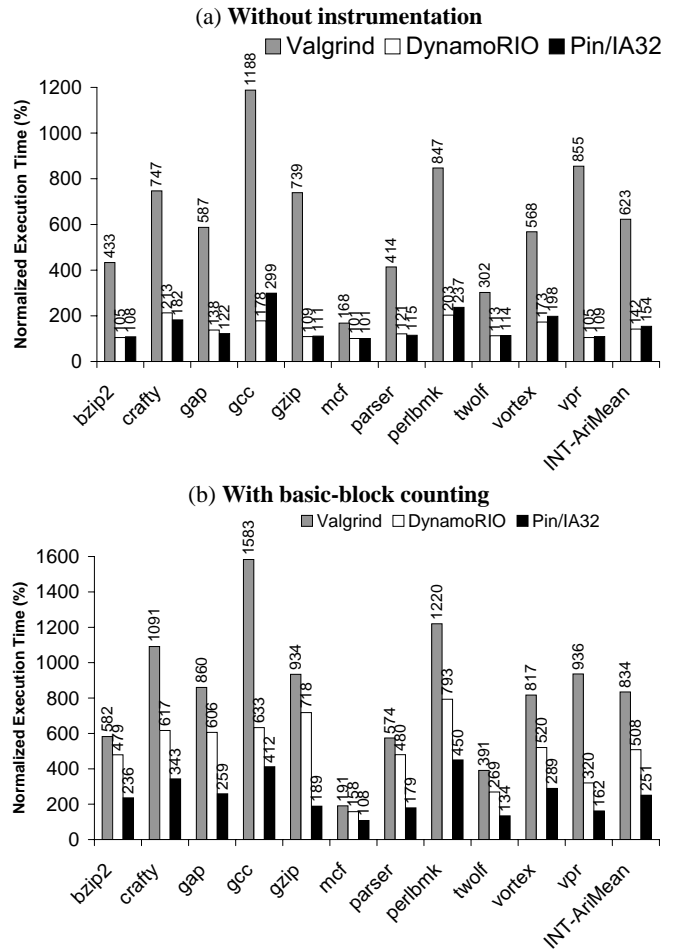 (a) Without instrumentation
Valgrind DynamoRIO Pin/IA32
Normalized Execution Time (%)
1200
1000
800
600
400
200
0
433 105 108
747 213 182
587 138 122
1188 178 299
739 109 111
168 101 101
414 121 115
847 203 237
302 113 114
568 173 198
855 105 109
623 142 154
bzip2 crafty gap gcc gzip mcf parser perlbmk twolf vortex vpr INT-AriMean
(b) With basic-block counting
Valgrind DynamoRIO Pin/IA32
Normalized Execution Time (%)
1600
1400
1200
1000
800
600
400
200
0
582 479 236
1091 617 343
860 606 259
1583 633 412
934 718 189
191 158 108
574 480 179
1220 793 450
391 269 134
817 520 289
936 320 162
834 508 251
bzip2 crafty gap gcc gzip mcf parser perlbmk twolf vortex vpr INT-AriMean